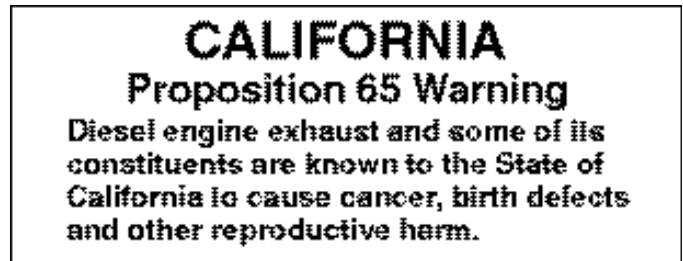 CALIFORNIA
Proposition 65 Warning
Diesel engine exhaust and some of its
constituents are known to the State of
California to cause cancer, birth defects
and other reproductive harm.